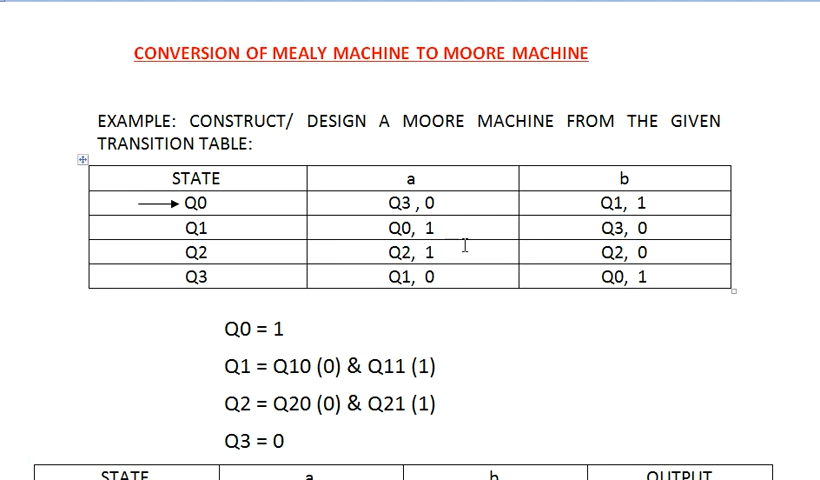 CONVERSION OF MEALY MACHINE TO MOORE MACHINE
EXAMPLE: CONSTRUCT/ DESIGN A MOORE MACHINE FROM THE GIVEN
TRANSITION TABLE:
STATE a b
Q0 Q3 , 0 Q1, 1
Q1 Q0, 1 Q3, 0
Q2 Q2, 1 Q2, 0
Q3 Q1, 0 Q0, 1
Q0 = 1
Q1 = Q10 (0) & Q11 (1)
Q2 = Q20 (0) & Q21 (1)
Q3 = 0
STATE a b OUTPUT